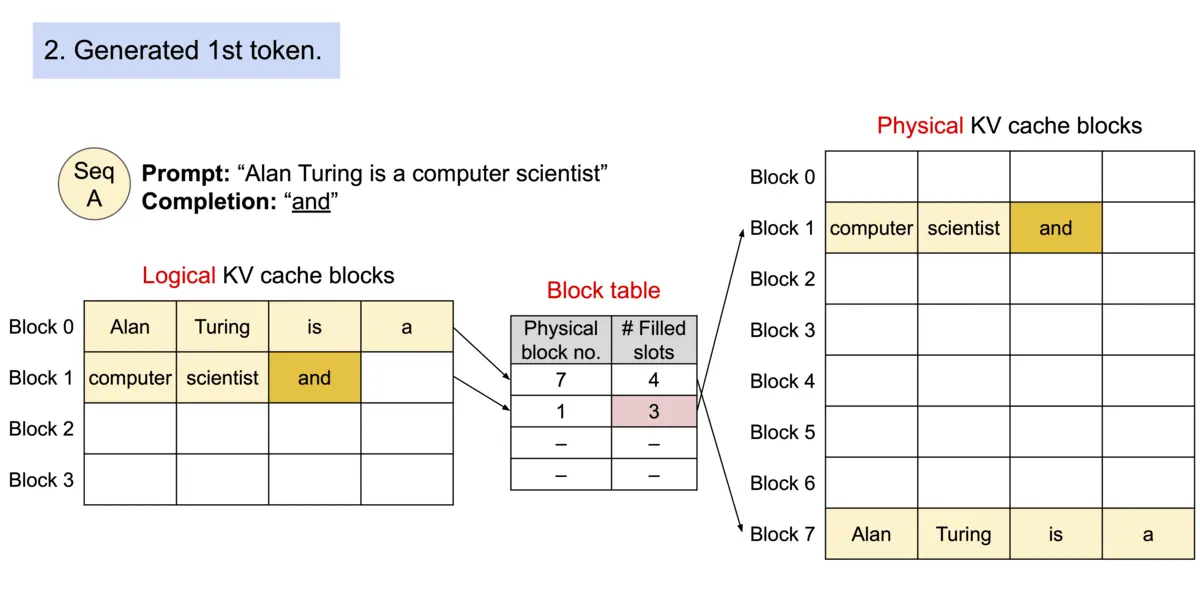 2. Generated 1st token.
Seq
A
Prompt: “Alan Turing is a computer scientist”
Completion: “and”
Logical KV cache blocks
Block 0 Alan Turing is a
Block 1 computer scientist and
Block 2
Block 3
Block table
Physical block no. # Filled slots
7 4
1 3
– –
– –
Physical KV cache blocks
Block 0
Block 1 computer scientist and
Block 2
Block 3
Block 4
Block 5
Block 6
Block 7 Alan Turing is a